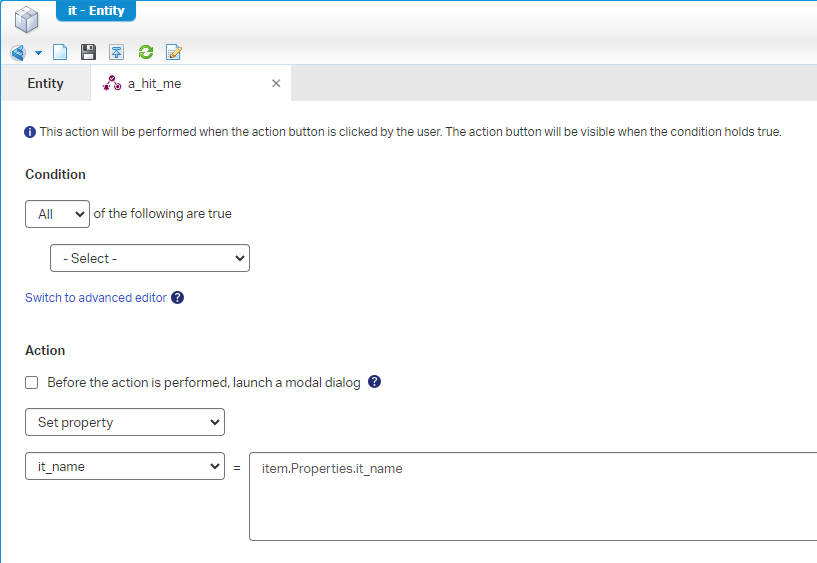 it - Entity
Entity
a_hit_me
This action will be performed when the action button is clicked by the user. The action button will be visible when the condition holds true.
Condition
All of the following are true
- Select -
Switch to advanced editor
Action
Before the action is performed, launch a modal dialog
Set property
it_name = item.Properties.it_name